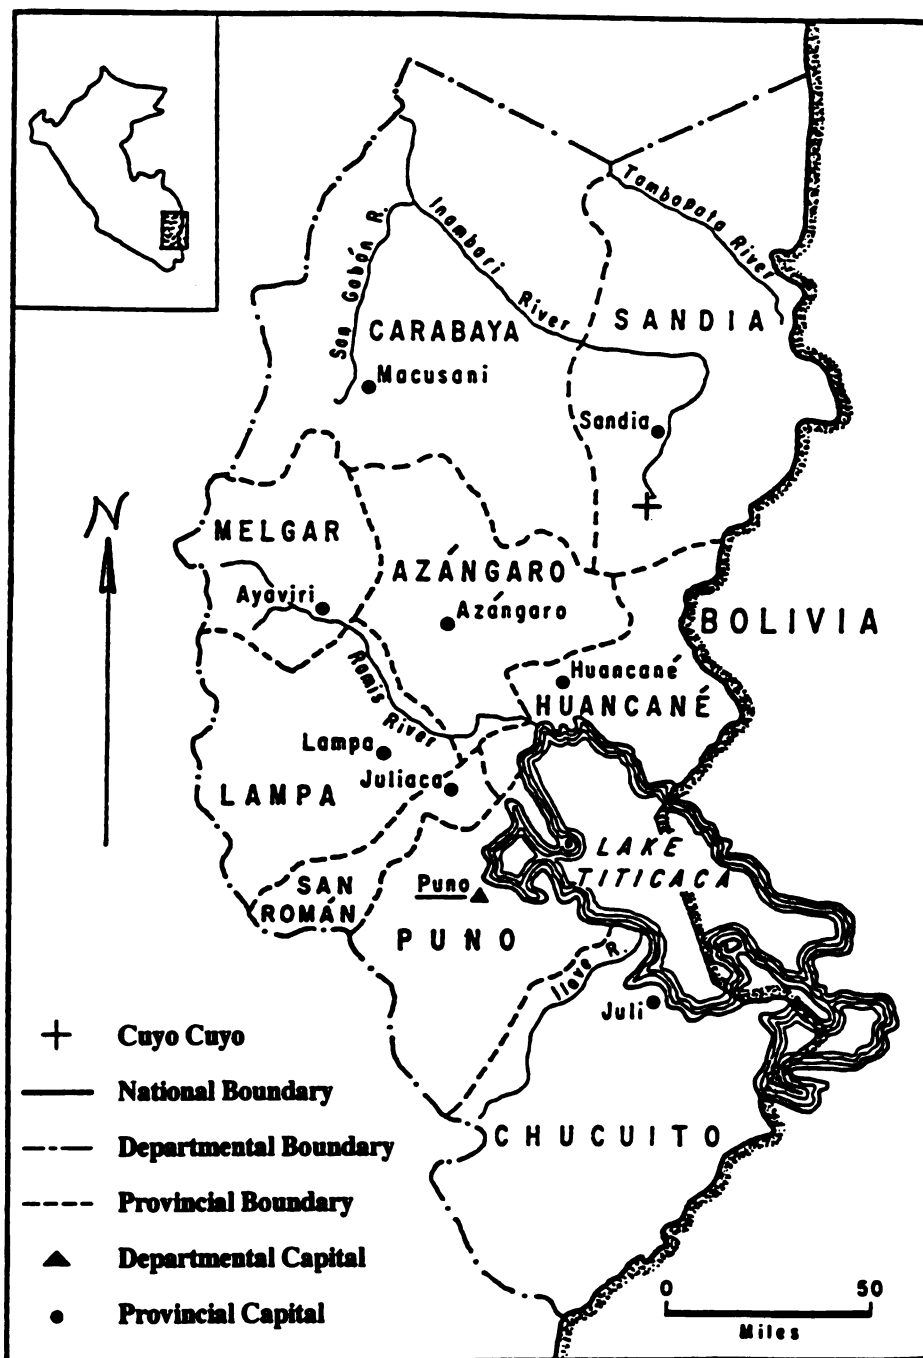 Tambopata River
San Gabón R.
Inambari River
SANDIA
CARABAYA
Macusani
Sandia
N
MELGAR
AZÁNGARO
Ayaviri
Azángaro
BOLIVIA
Huancané
HUANCANÉ
Ramis River
Lampa
Juliaca
LAMPA
LAKE
TITICACA
SAN
ROMÁN
Puno
PUNO
Ilave R.
Juli
CHUCUITO
Cuyo Cuyo
National Boundary
Departmental Boundary
Provincial Boundary
Departmental Capital
Provincial Capital
0 50
Miles